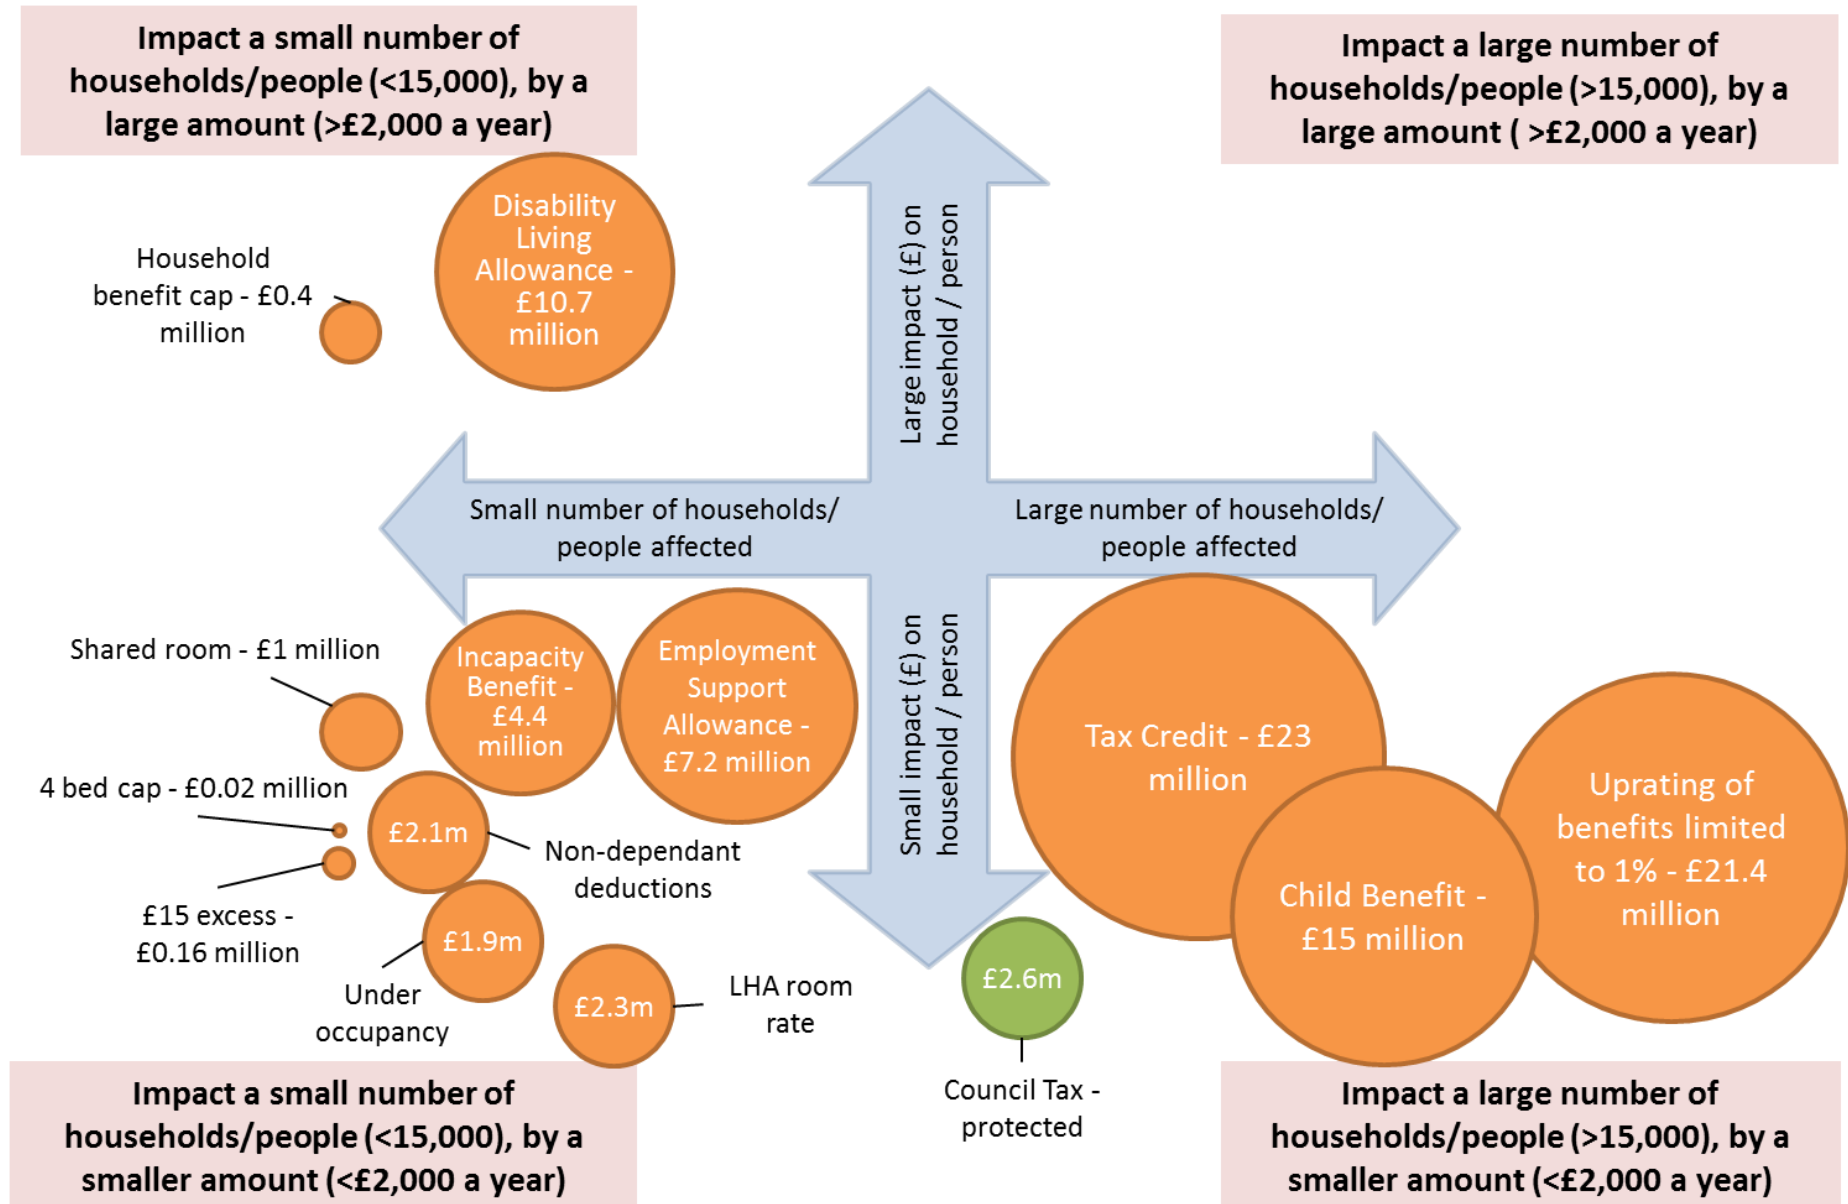 Impact a small number of
households/people (<15,000), by a
large amount (>£2,000 a year)
Impact a large number of
households/people (>15,000), by a
large amount ( >£2,000 a year)
Disability
Living
Allowance -
£10.7
million
Household
benefit cap - £0.4
million
Large impact (£) on
household / person
Small number of households/
people affected
Large number of households/
people affected
Small impact (£) on
household / person
Shared room - £1 million
Incapacity
Benefit -
£4.4
million
Employment
Support
Allowance -
£7.2 million
Tax Credit - £23
million
Uprating of
benefits limited
to 1% - £21.4
million
Child Benefit -
£15 million
4 bed cap - £0.02 million
£2.1m
Non-dependant
deductions
£15 excess -
£0.16 million
£1.9m
Under
occupancy
£2.3m
LHA room
rate
£2.6m
Council Tax -
protected
Impact a small number of
households/people (<15,000), by a
smaller amount (<£2,000 a year)
Impact a large number of
households/people (>15,000), by a
smaller amount (<£2,000 a year)